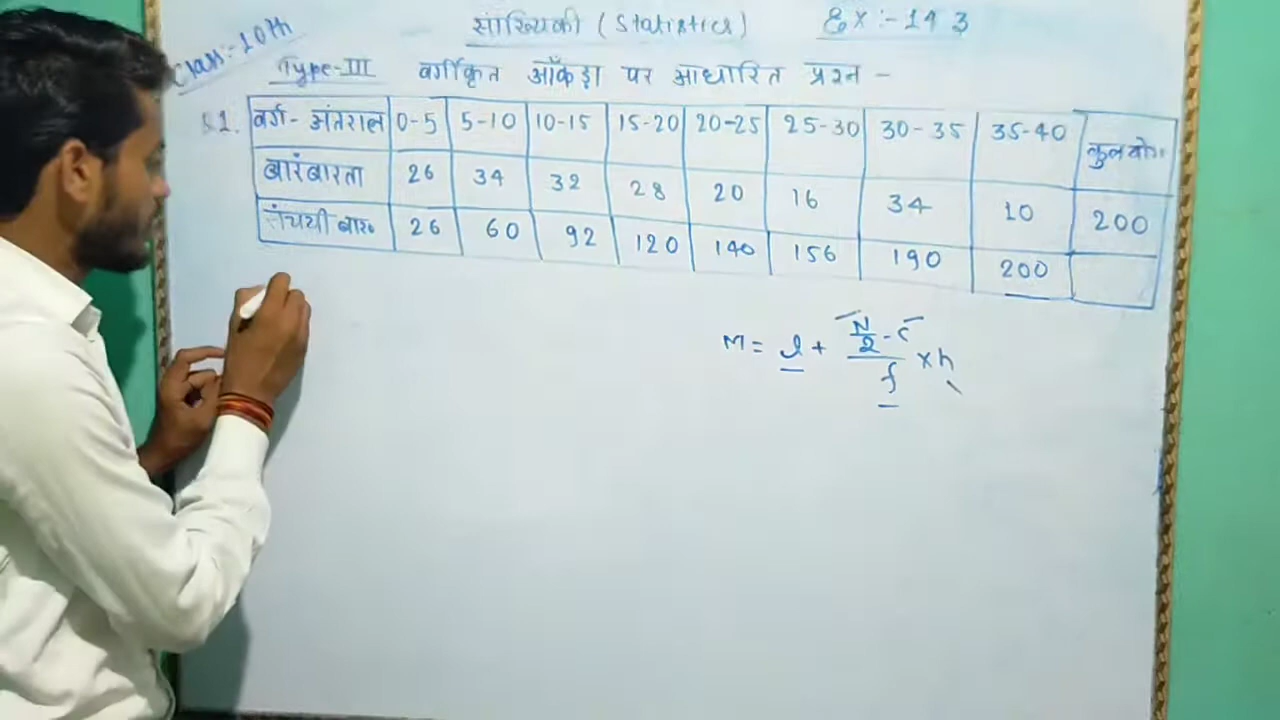 सांख्यिकी (Statistics) Ex:-14 3
Class:-10th
Type-III वर्गीकृत आँकड़ा पर आधारित प्रश्न -
1. वर्ग-अंतराल 0-5 5-10 10-15 15-20 20-25 25-30 30-35 35-40 कुल यो०
बारंबारता 26 34 32 28 20 16 34 10 200
संचयी बार० 26 60 92 120 140 156 190 200
M = l + N/2 - c / f × h